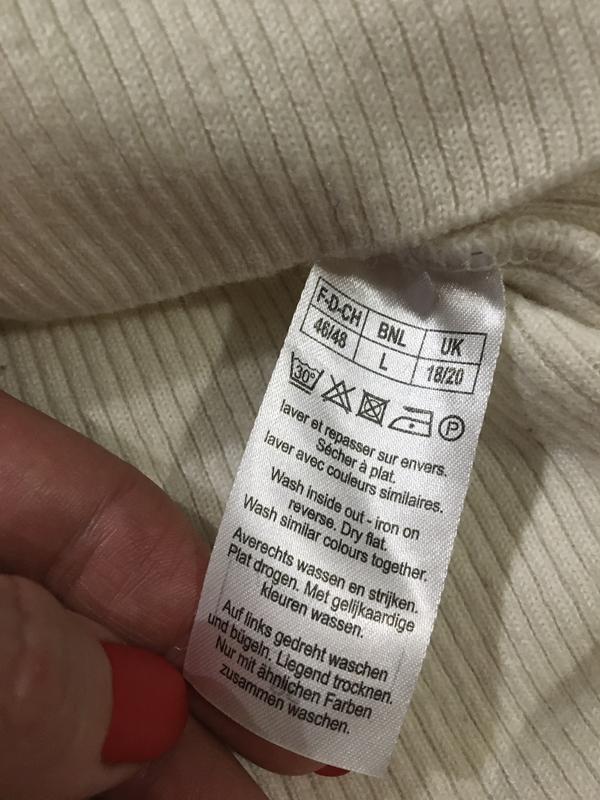 F-D-CH BNL UK
46/48 L 18/20
30° P
laver et repasser sur envers.
Sécher à plat.
laver avec couleurs similaires.
Wash inside out - iron on
reverse. Dry flat.
Wash similar colours together.
Averechts wassen en strijken.
Plat drogen. Met gelijkaardige
kleuren wassen.
Auf links gedreht waschen
und bügeln. Liegend trocknen.
Nur mit ähnlichen Farben
zusammen waschen.